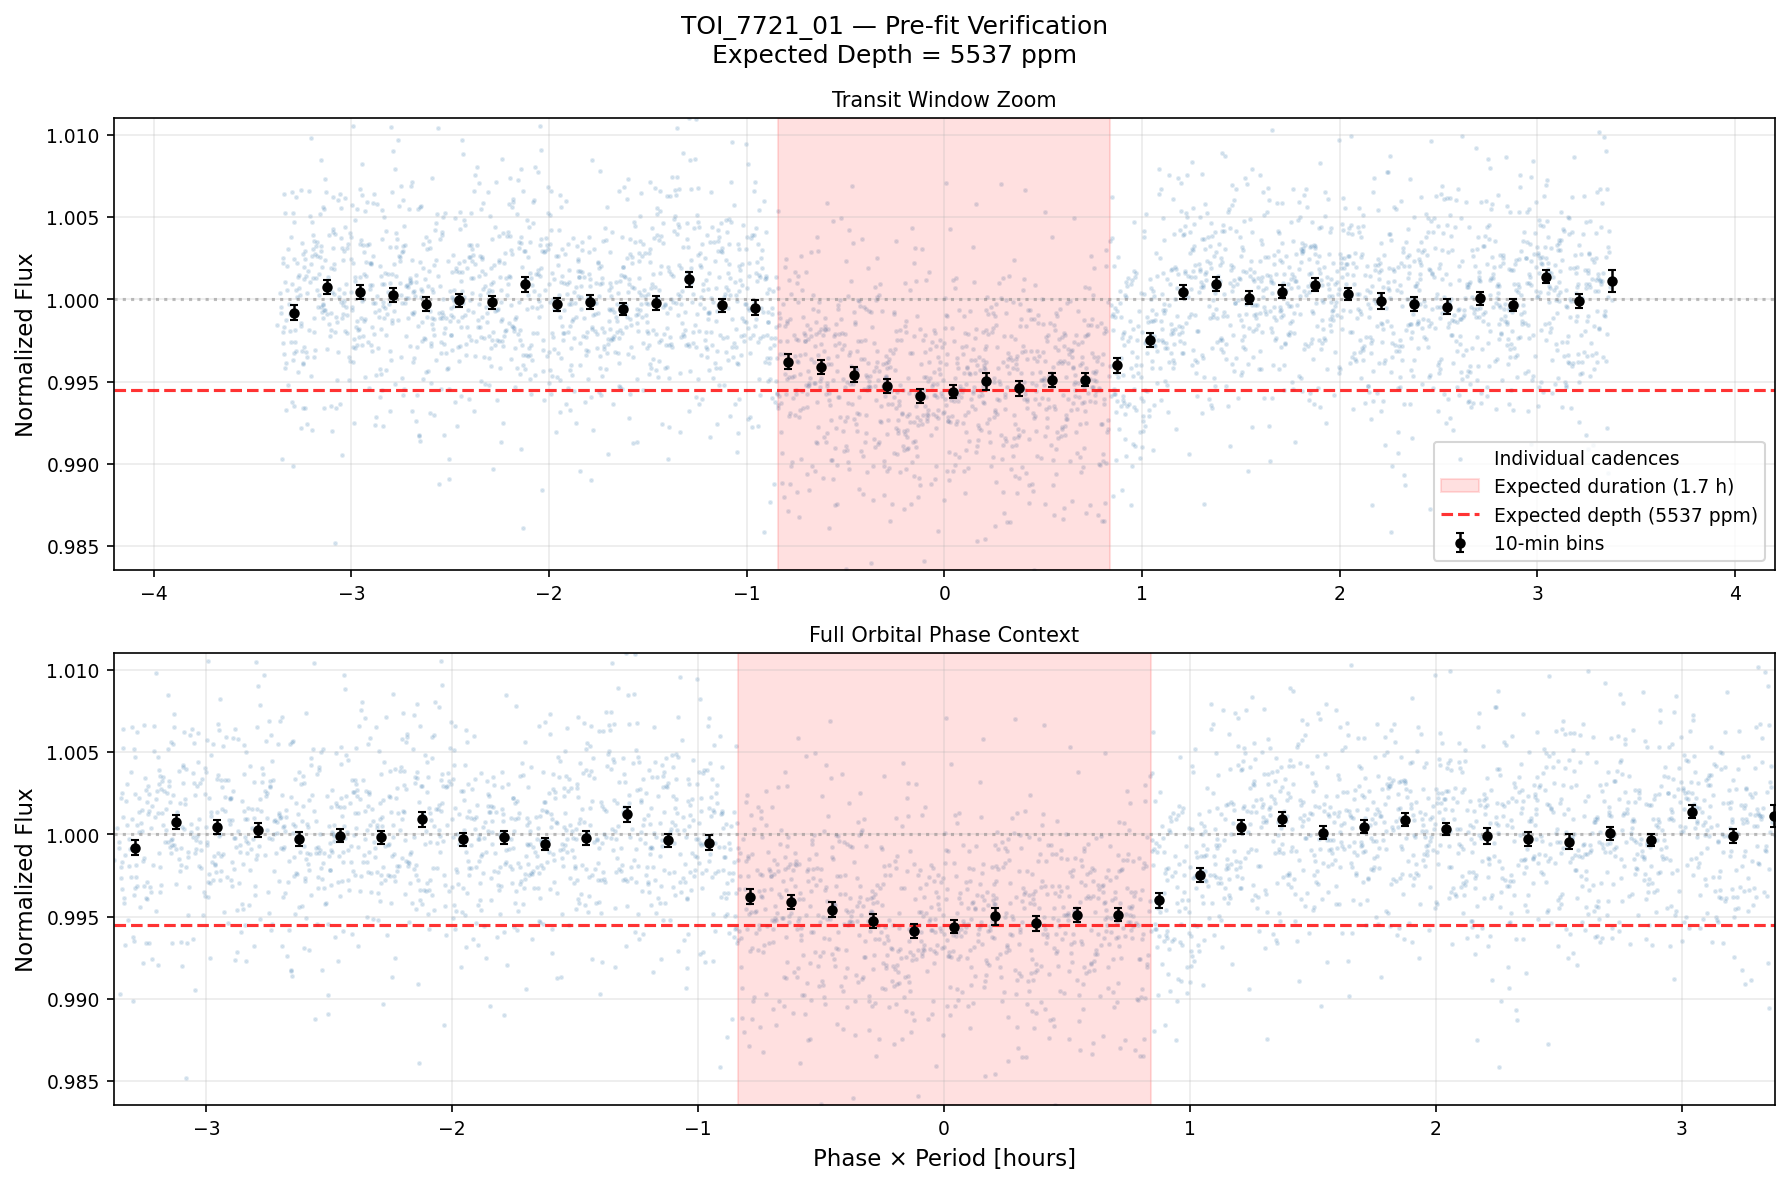 TOI_7721_01 — Pre-fit Verification
Expected Depth = 5537 ppm
Transit Window Zoom
Normalized Flux
1.010
1.005
1.000
0.995
0.990
0.985
−4 −3 −2 −1 0 1 2 3 4
Individual cadences
Expected duration (1.7 h)
Expected depth (5537 ppm)
10-min bins
Full Orbital Phase Context
Normalized Flux
1.010
1.005
1.000
0.995
0.990
0.985
−3 −2 −1 0 1 2 3
Phase × Period [hours]